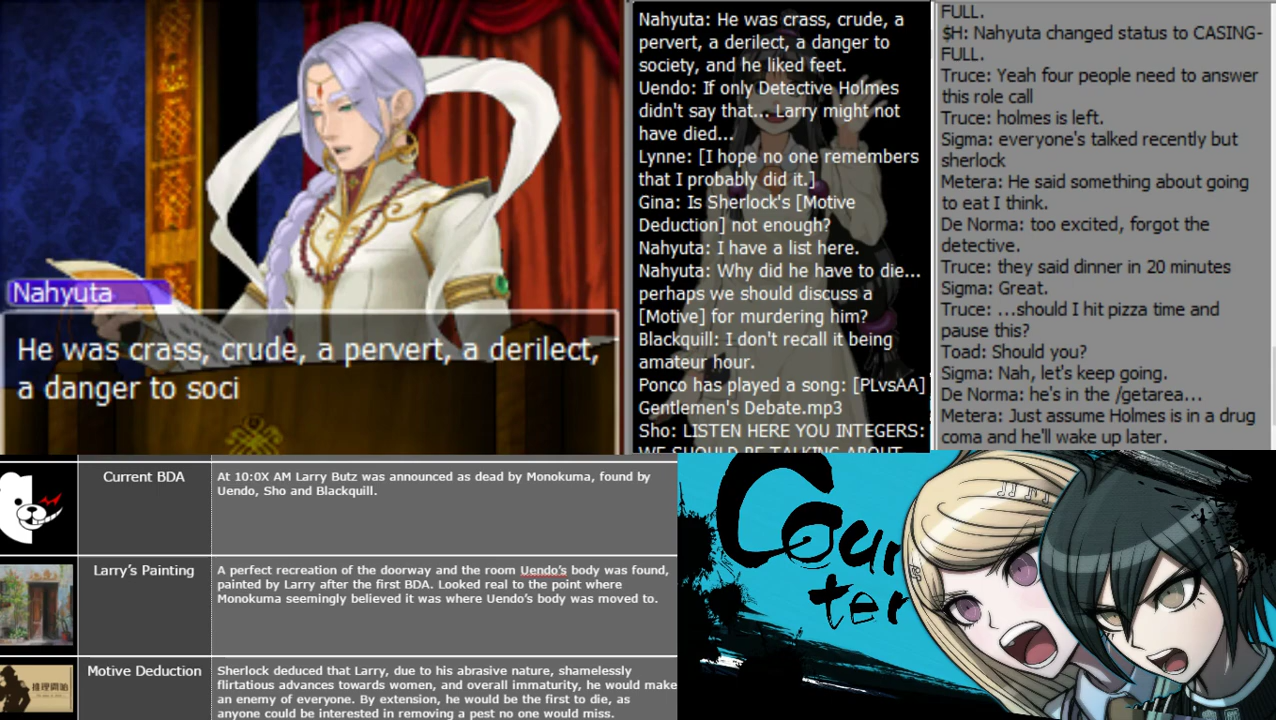 Nahyuta
He was crass, crude, a pervert, a derilect,
a danger to soci
Nahyuta: He was crass, crude, a
pervert, a derilect, a danger to
society, and he liked feet.
Uendo: If only Detective Holmes
didn't say that... Larry might not
have died...
Lynne: [I hope no one remembers
that I probably did it.]
Gina: Is Sherlock's [Motive
Deduction] not enough?
Nahyuta: I have a list here.
Nahyuta: Why did he have to die...
perhaps we should discuss a
[Motive] for murdering him?
Blackquill: I don't recall it being
amateur hour.
Ponco has played a song: [PLvsAA]
Gentlemen's Debate.mp3
Sho: LISTEN HERE YOU INTEGERS:
WE SHOULD BE TALKING ABOUT
FULL.
$H: Nahyuta changed status to CASING-
FULL.
Truce: Yeah four people need to answer
this role call
Truce: holmes is left.
Sigma: everyone's talked recently but
sherlock
Metera: He said something about going
to eat I think.
De Norma: too excited, forgot the
detective.
Truce: they said dinner in 20 minutes
Sigma: Great.
Truce: ...should I hit pizza time and
pause this?
Toad: Should you?
Sigma: Nah, let's keep going.
De Norma: he's in the /getarea...
Metera: Just assume Holmes is in a drug
coma and he'll wake up later.
Current BDA
At 10:0X AM Larry Butz was announced as dead by Monokuma, found by
Uendo, Sho and Blackquill.
Larry's Painting
A perfect recreation of the doorway and the room Uendo's body was found,
painted by Larry after the first BDA. Looked real to the point where
Monokuma seemingly believed it was where Uendo's body was moved to.
Motive Deduction
Sherlock deduced that Larry, due to his abrasive nature, shamelessly
flirtatious advances towards women, and overall immaturity, he would make
an enemy of everyone. By extension, he would be the first to die, as
anyone could be interested in removing a pest no one would miss.
Coun
ter